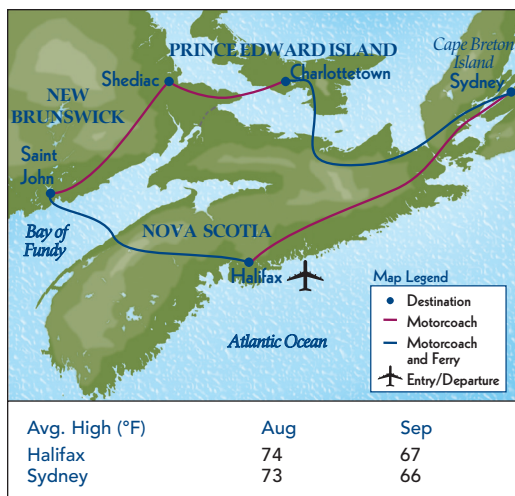 PRINCE EDWARD ISLAND
Cape Breton
Island
Sydney
Shediac
Charlottetown
NEW
BRUNSWICK
Saint
John
Bay of
Fundy
NOVA SCOTIA
Halifax
Atlantic Ocean
Map Legend
Destination
Motorcoach
Motorcoach
and Ferry
Entry/Departure
Avg. High (°F) Aug Sep
Halifax 74 67
Sydney 73 66